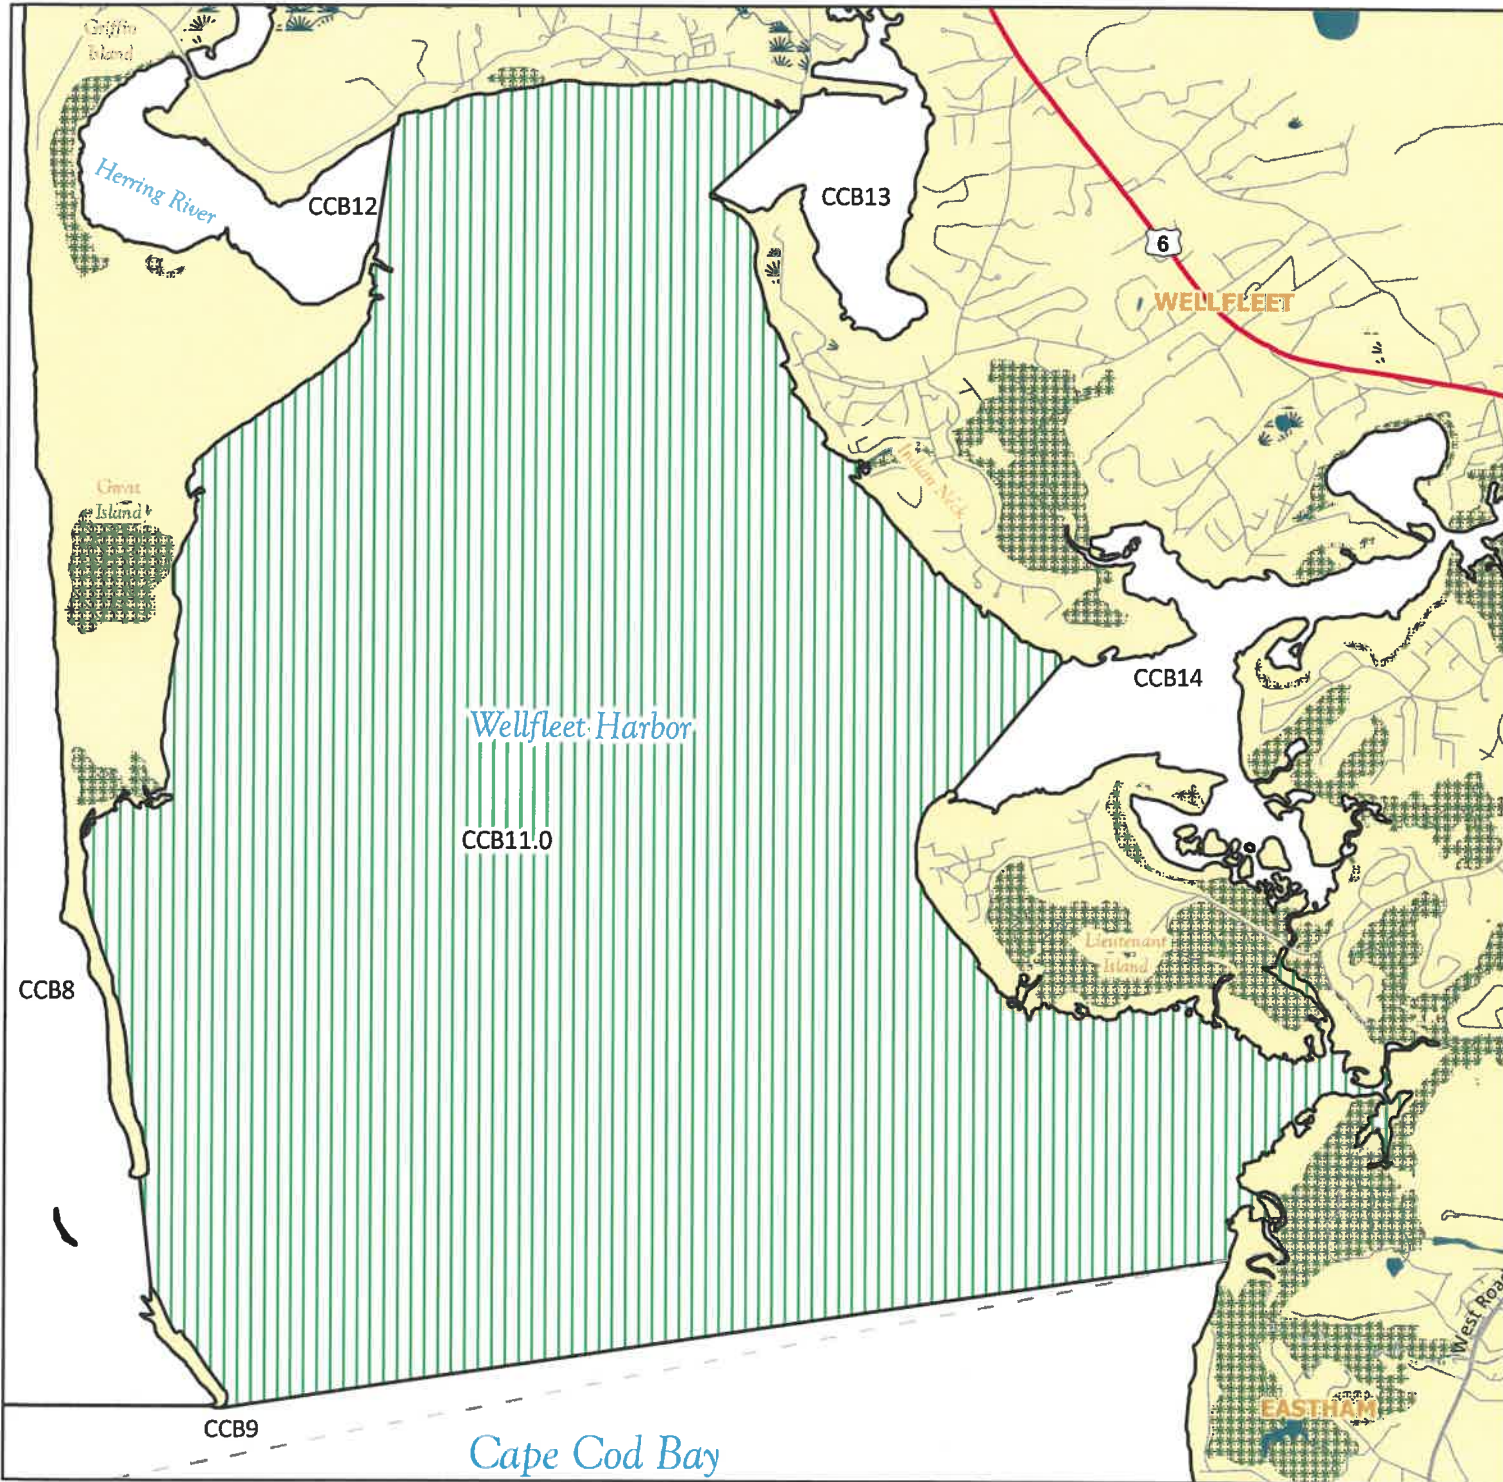 Griffin
Island
Herring River
CCB12
CCB13
6
WELLFLEET
Great
Island
Indian Neck
CCB14
Wellfleet Harbor
CCB11.0
Lieutenant
Island
CCB8
West Road
EASTHAM
CCB9
Cape Cod Bay